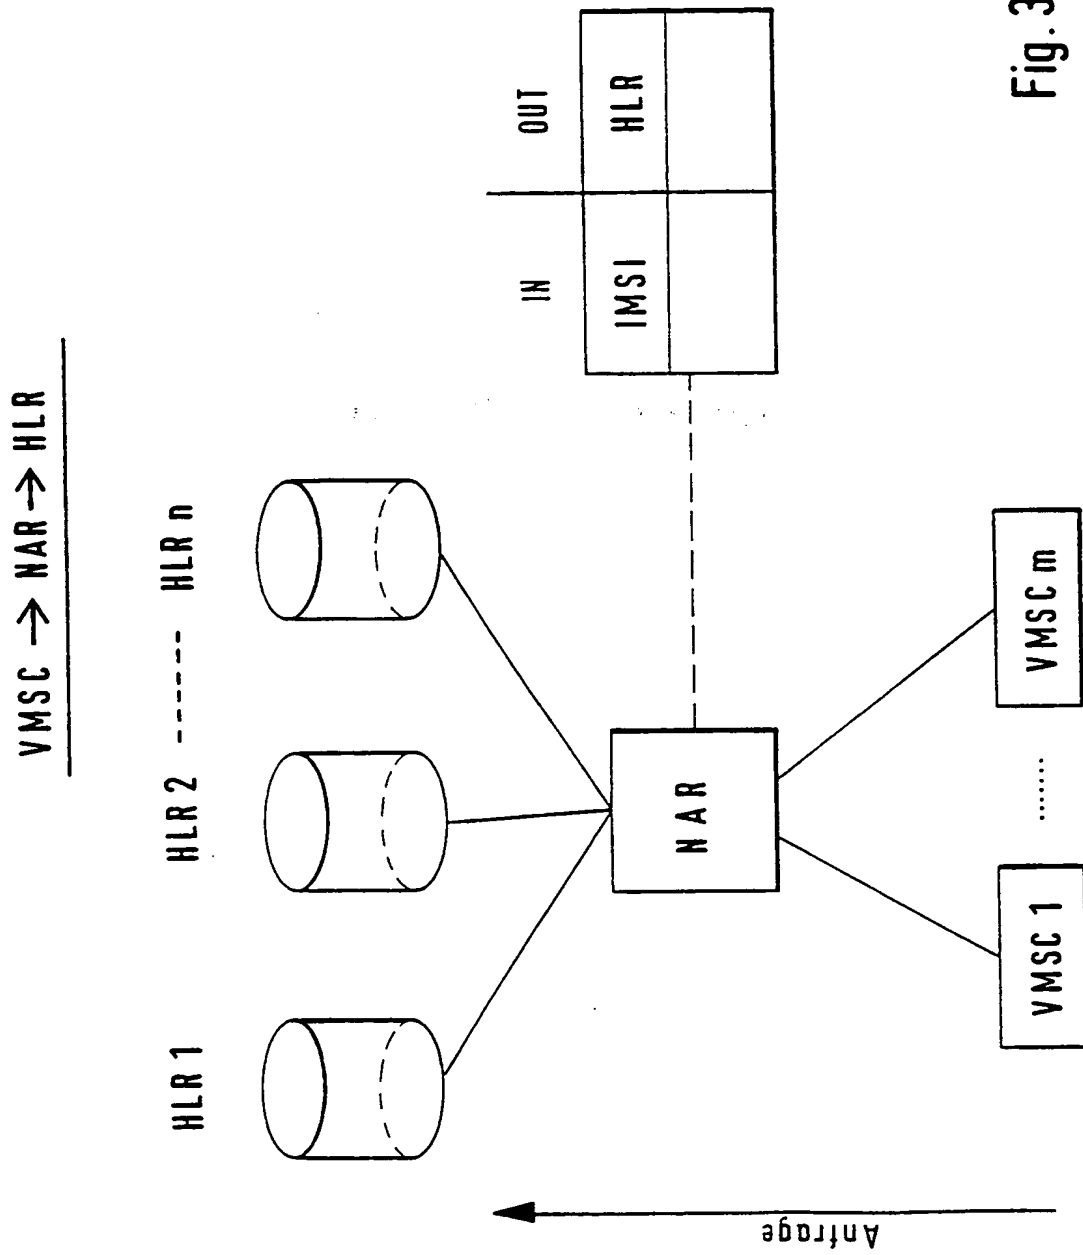 VMSC → NAR → HLR
HLR 1
HLR 2 ------ HLR n
IN
OUT
IMSI
HLR
NAR
VMSC 1
.......
VMSC m
Anfrage
Fig. 3